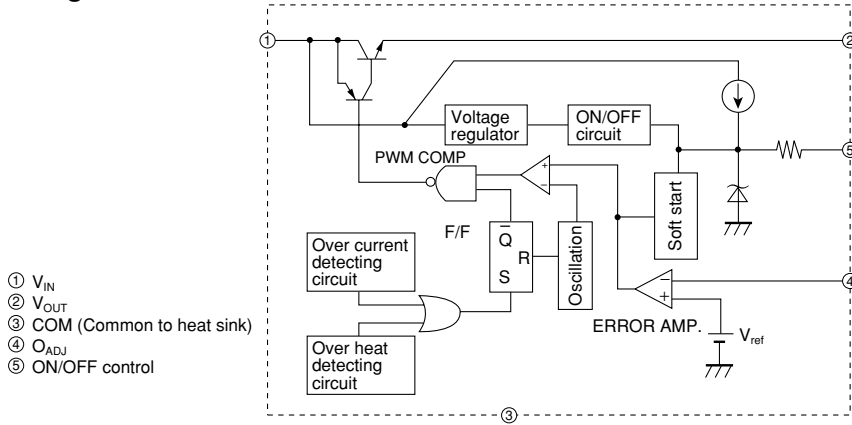 ①
②
Voltage
regulator
ON/OFF
circuit
⑤
PWM COMP
+
−
F/F
Q̅
R
S
Oscillation
Soft start
Over current
detecting
circuit
④
−
+
ERROR AMP.
Vref
Over heat
detecting
circuit
③
① VIN
② VOUT
③ COM (Common to heat sink)
④ OADJ
⑤ ON/OFF control